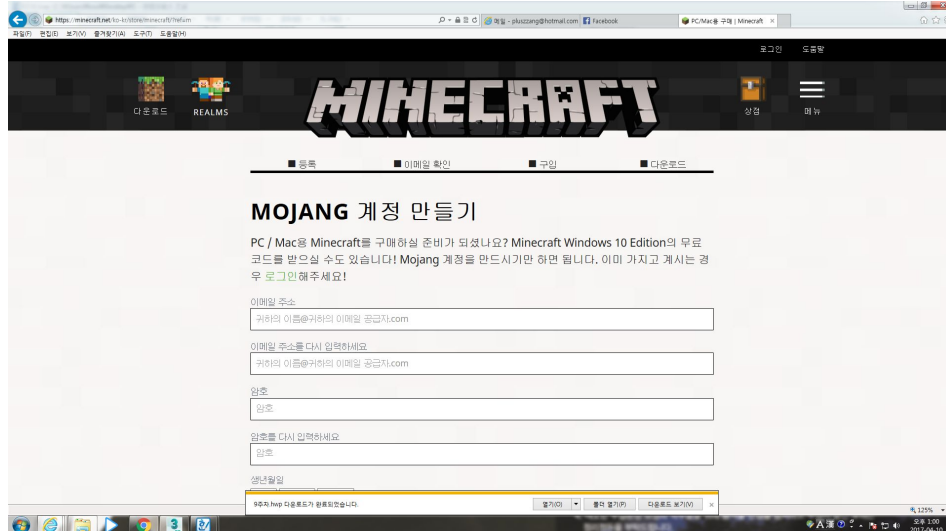 https://minecraft.net/ko-kr/store/minecraft/?ref=m
메일 - pluszzang@hotmail.com
Facebook
PC/Mac용 구매 | Minecraft
파일(F) 편집(E) 보기(V) 즐겨찾기(A) 도구(T) 도움말(H)
로그인 도움말
MINECRAFT
다운로드 REALMS 상점 메뉴
등록 이메일 확인 구입 다운로드
MOJANG 계정 만들기
PC / Mac용 Minecraft를 구매하실 준비가 되셨나요? Minecraft Windows 10 Edition의 무료
코드를 받으실 수도 있습니다! Mojang 계정을 만드시기만 하면 됩니다. 이미 가지고 계시는 경
우 로그인해주세요!
이메일 주소
귀하의 이름@귀하의 이메일 공급자.com
이메일 주소를 다시 입력하세요
귀하의 이름@귀하의 이메일 공급자.com
암호
암호
암호를 다시 입력하세요
암호
생년월일
9주차.hwp 다운로드가 완료되었습니다. 열기(O) 폴더 열기(P) 다운로드 보기(V)
125%
A 漢
오후 1:06
2017-04-10